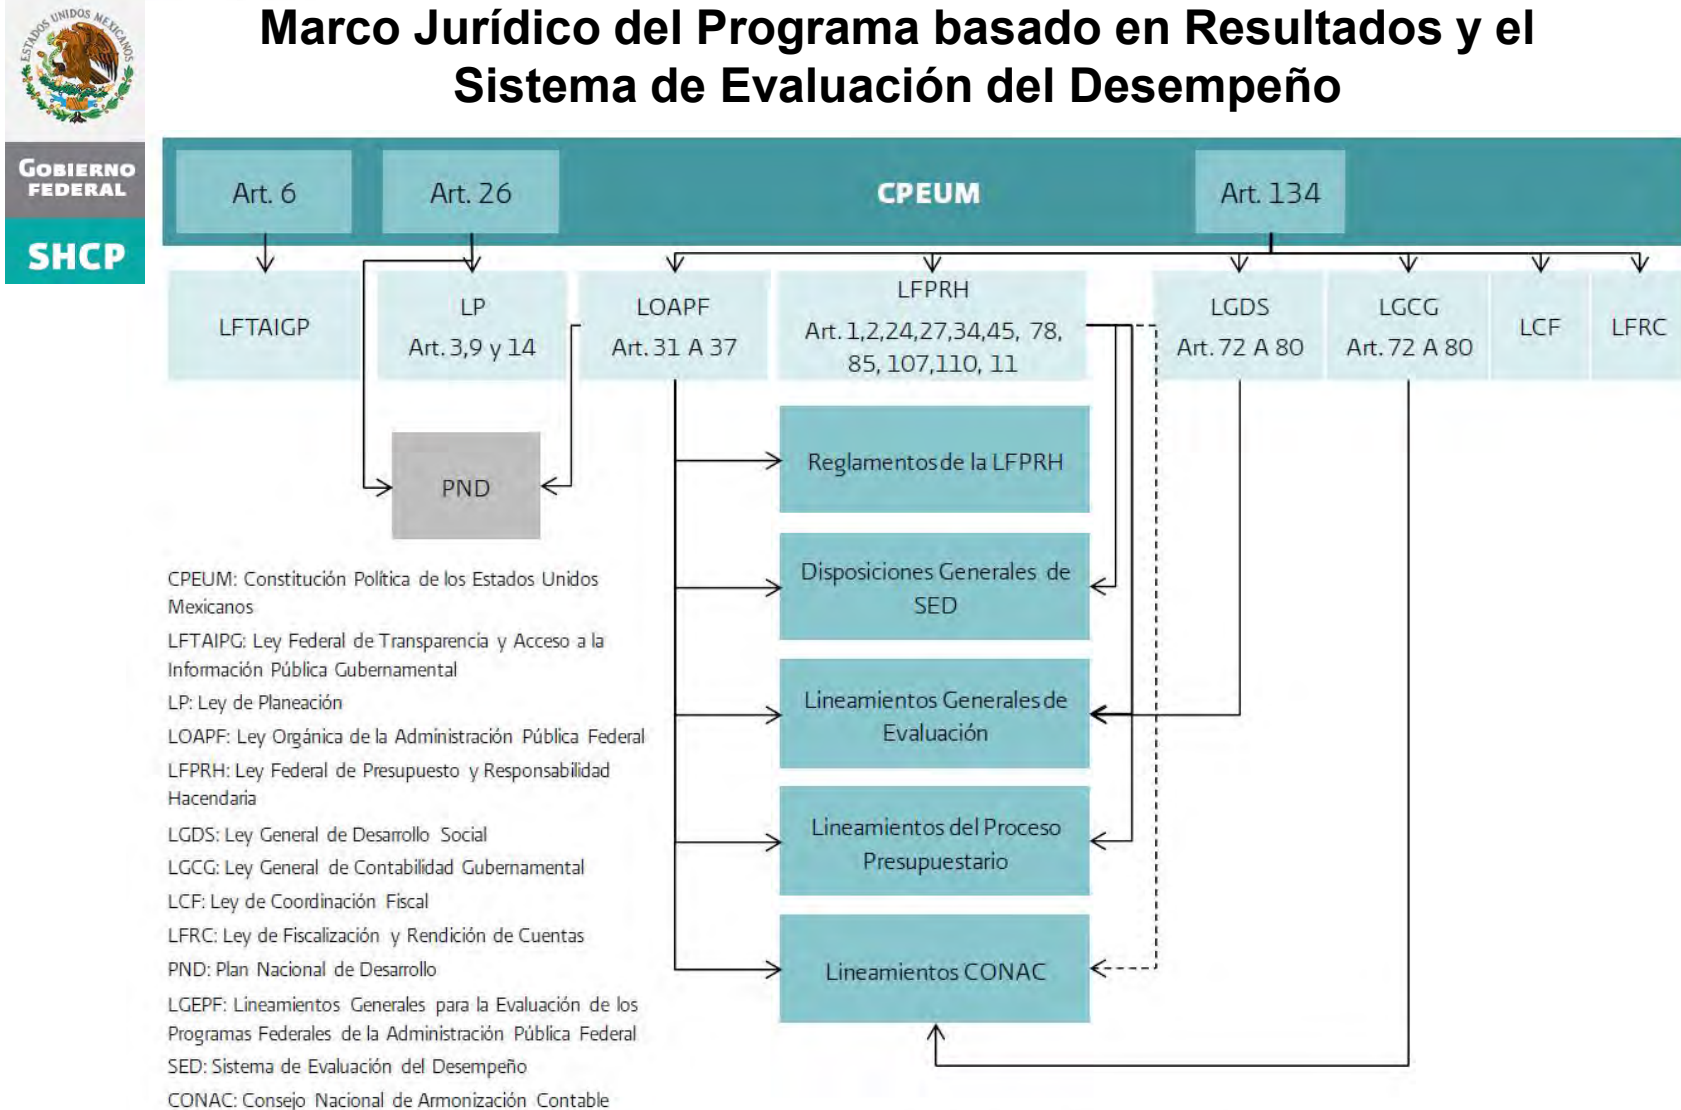 ESTADOS UNIDOS MEXICANOS
Marco Jurídico del Programa basado en Resultados y el
Sistema de Evaluación del Desempeño
GOBIERNO
FEDERAL
SHCP
Art. 6
Art. 26
CPEUM
Art. 134
LFTAIGP
LP
Art. 3,9 y 14
LOAPF
Art. 31 A 37
LFPRH
Art. 1,2,24,27,34,45, 78,
85, 107,110, 11
LGDS
Art. 72 A 80
LGCG
Art. 72 A 80
LCF
LFRC
PND
Reglamentos de la LFPRH
Disposiciones Generales de
SED
Lineamientos Generales de
Evaluación
Lineamientos del Proceso
Presupuestario
Lineamientos CONAC
CPEUM: Constitución Política de los Estados Unidos
Mexicanos
LFTAIPG: Ley Federal de Transparencia y Acceso a la
Información Pública Gubernamental
LP: Ley de Planeación
LOAPF: Ley Orgánica de la Administración Pública Federal
LFPRH: Ley Federal de Presupuesto y Responsabilidad
Hacendaria
LGDS: Ley General de Desarrollo Social
LGCG: Ley General de Contabilidad Gubernamental
LCF: Ley de Coordinación Fiscal
LFRC: Ley de Fiscalización y Rendición de Cuentas
PND: Plan Nacional de Desarrollo
LGEPF: Lineamientos Generales para la Evaluación de los
Programas Federales de la Administración Pública Federal
SED: Sistema de Evaluación del Desempeño
CONAC: Consejo Nacional de Armonización Contable